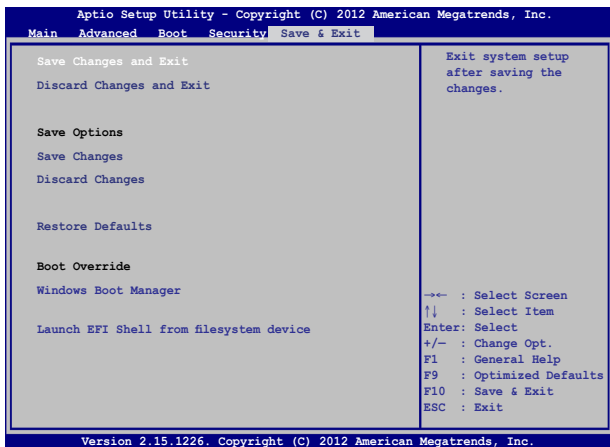 Aptio Setup Utility - Copyright (C) 2012 American Megatrends, Inc.
Main Advanced Boot Security Save & Exit
Save Changes and Exit
Discard Changes and Exit
Save Options
Save Changes
Discard Changes
Restore Defaults
Boot Override
Windows Boot Manager
Launch EFI Shell from filesystem device
Exit system setup
after saving the
changes.
→← : Select Screen
↑↓ : Select Item
Enter: Select
+/— : Change Opt.
F1 : General Help
F9 : Optimized Defaults
F10 : Save & Exit
ESC : Exit
Version 2.15.1226. Copyright (C) 2012 American Megatrends, Inc.